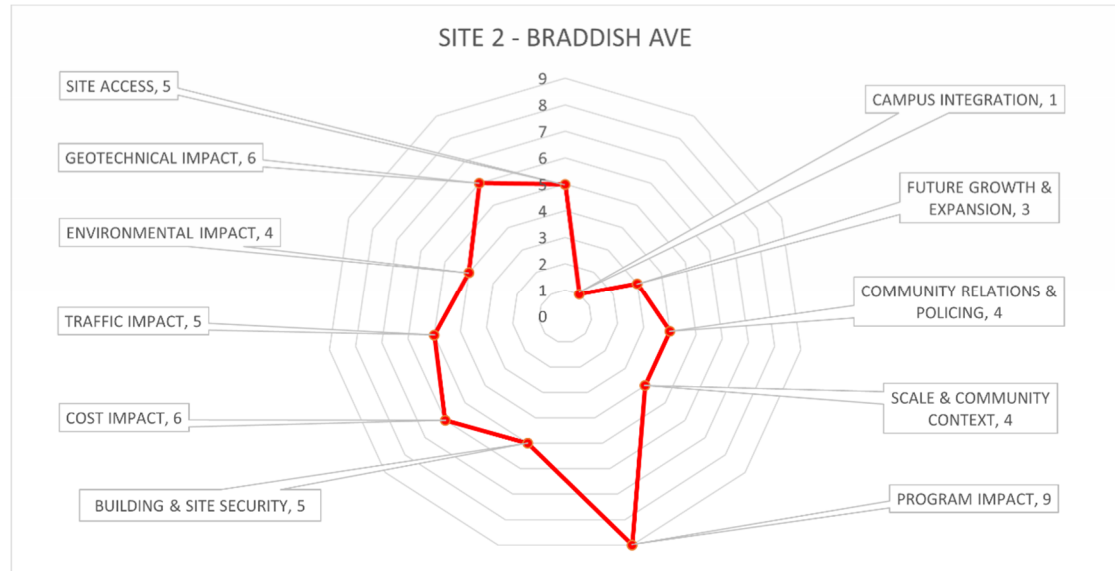 SITE 2 - BRADDISH AVE
SITE ACCESS, 5
GEOTECHNICAL IMPACT, 6
ENVIRONMENTAL IMPACT, 4
TRAFFIC IMPACT, 5
COST IMPACT, 6
BUILDING & SITE SECURITY, 5
9
8
7
6
5
4
3
2
1
0
CAMPUS INTEGRATION, 1
FUTURE GROWTH &
EXPANSION, 3
COMMUNITY RELATIONS &
POLICING, 4
SCALE & COMMUNITY
CONTEXT, 4
PROGRAM IMPACT, 9